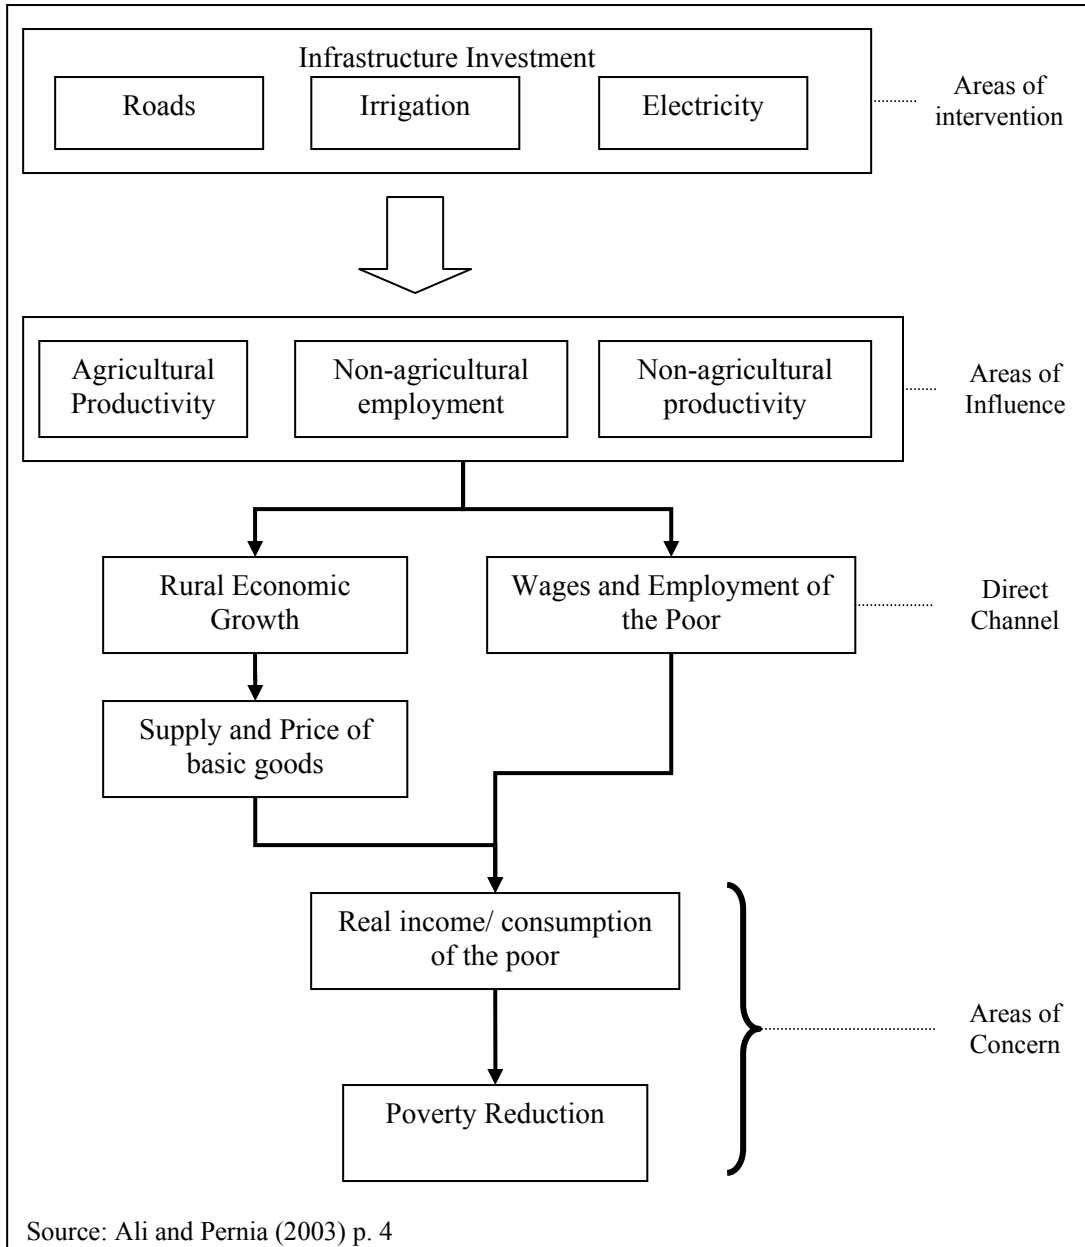 Infrastructure Investment
Roads
Irrigation
Electricity
Areas of
intervention
Agricultural
Productivity
Non-agricultural
employment
Non-agricultural
productivity
Areas of
Influence
Rural Economic
Growth
Wages and Employment of
the Poor
Direct
Channel
Supply and Price of
basic goods
Real income/ consumption
of the poor
Areas of
Concern
Poverty Reduction
Source: Ali and Pernia (2003) p. 4